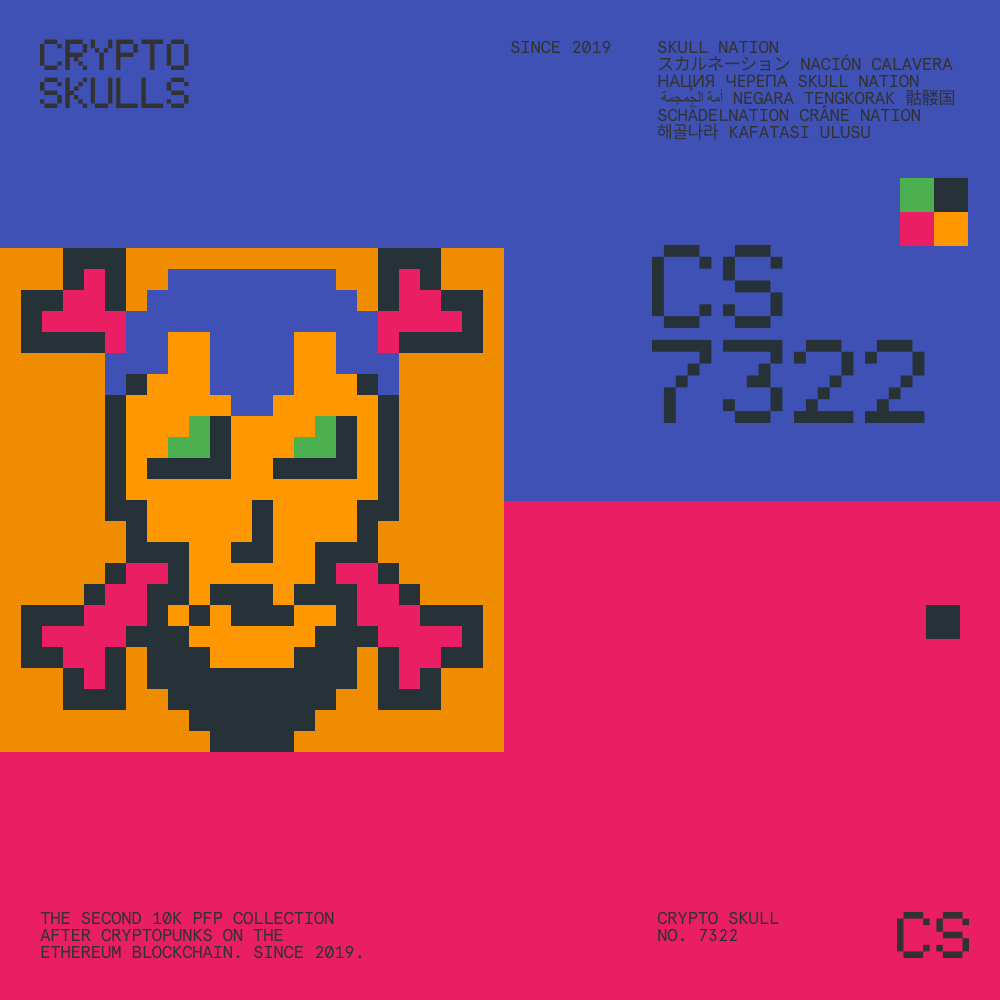 CRYPTO
SKULLS
SINCE 2019
SKULL NATION
スカルネーション NACIÓN CALAVERA
НАЦИЯ ЧЕРЕПА SKULL NATION
أمة الجمجمة NEGARA TENGKORAK 骷髅国
SCHÄDELNATION CRÂNE NATION
해골나라 KAFATASI ULUSU
CS
7322
THE SECOND 10K PFP COLLECTION
AFTER CRYPTOPUNKS ON THE
ETHEREUM BLOCKCHAIN. SINCE 2019.
CRYPTO SKULL
NO. 7322
CS